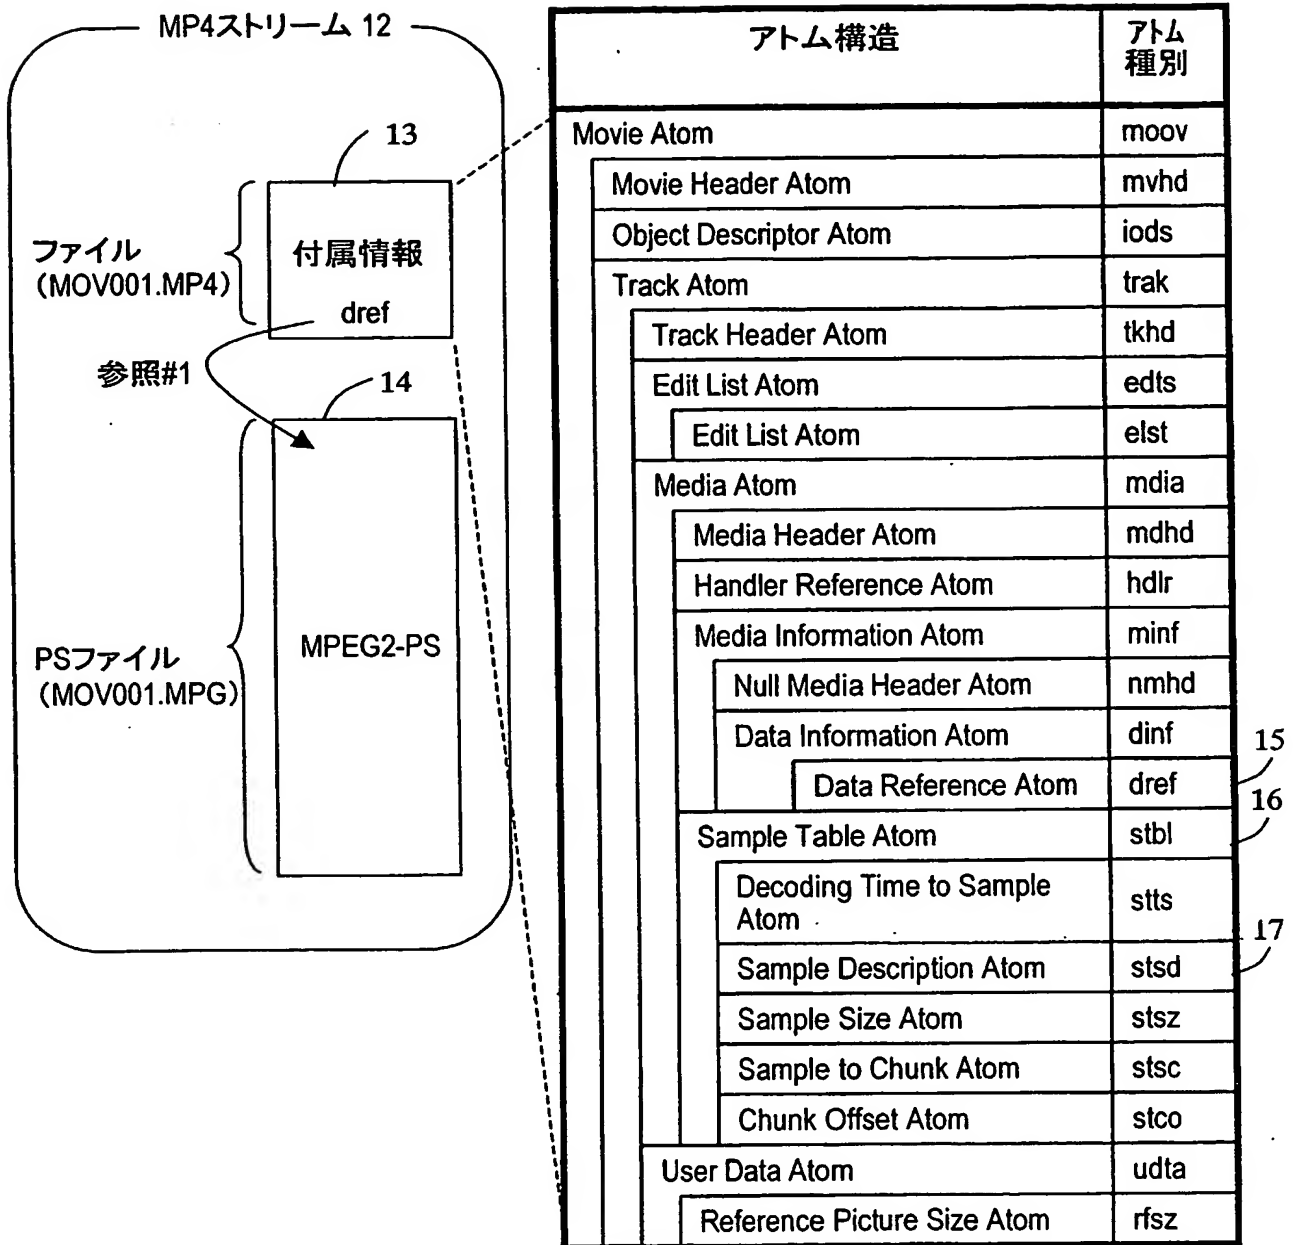 MP4ストリーム 12
13
ファイル
(MOV001.MP4)
付属情報
dref
参照#1
14
PSファイル
(MOV001.MPG)
MPEG2-PS
アトム構造
アトム
種別
Movie Atom moov
Movie Header Atom mvhd
Object Descriptor Atom iods
Track Atom trak
Track Header Atom tkhd
Edit List Atom edts
Edit List Atom elst
Media Atom mdia
Media Header Atom mdhd
Handler Reference Atom hdlr
Media Information Atom minf
Null Media Header Atom nmhd
Data Information Atom dinf
Data Reference Atom dref
15
Sample Table Atom stbl
16
Decoding Time to Sample
Atom
stts
Sample Description Atom stsd
17
Sample Size Atom stsz
Sample to Chunk Atom stsc
Chunk Offset Atom stco
User Data Atom udta
Reference Picture Size Atom rfsz